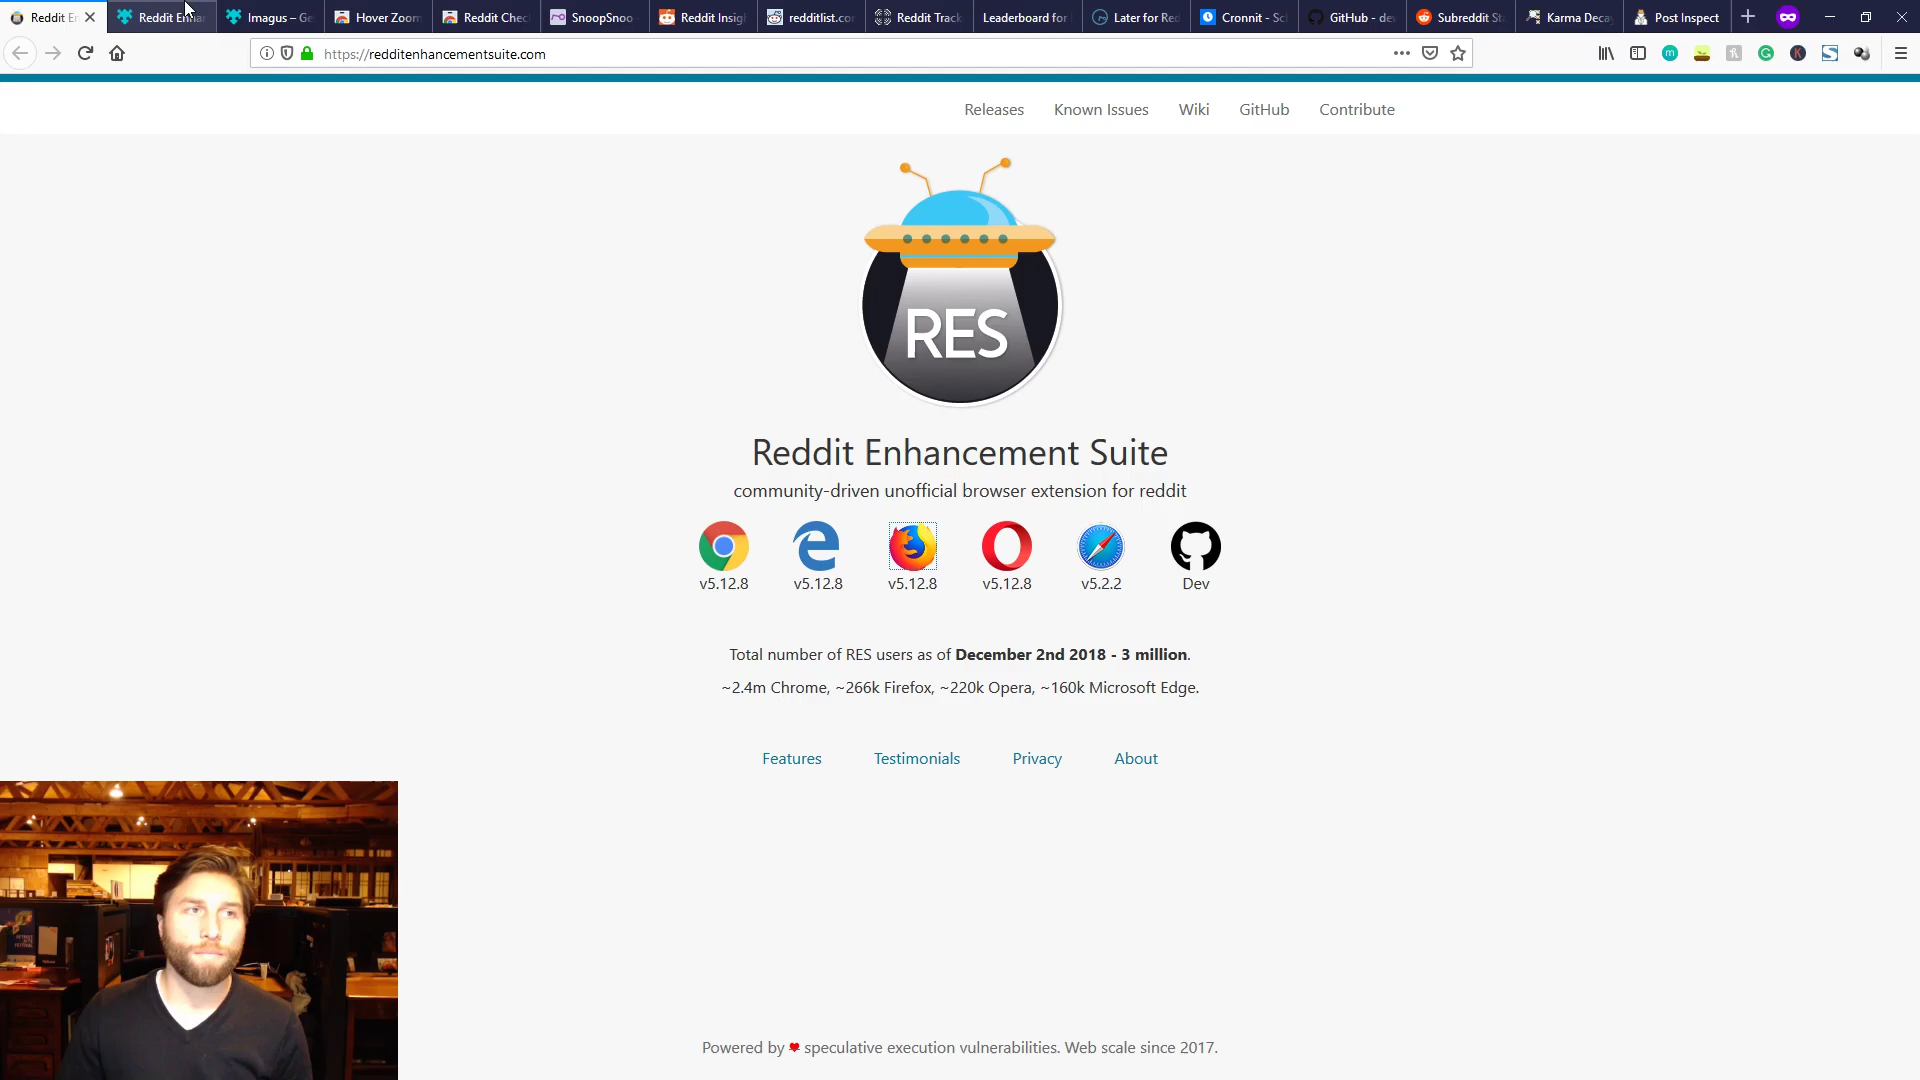 Reddit En
Reddit Enhan
Imagus – Ge
Hover Zoom
Reddit Chec
SnoopSnoo
Reddit Insig
redditlist.co
Reddit Track
Leaderboard for
Later for Red
Cronnit - Sc
GitHub - dev
Subreddit St
Karma Deca
Post Inspect
https://redditenhancementsuite.com
Releases
Known Issues
Wiki
GitHub
Contribute
RES
Reddit Enhancement Suite
community-driven unofficial browser extension for reddit
v5.12.8
v5.12.8
v5.12.8
v5.12.8
v5.2.2
Dev
Total number of RES users as of December 2nd 2018 - 3 million.
~2.4m Chrome, ~266k Firefox, ~220k Opera, ~160k Microsoft Edge.
Features
Testimonials
Privacy
About
Powered by ❤ speculative execution vulnerabilities. Web scale since 2017.